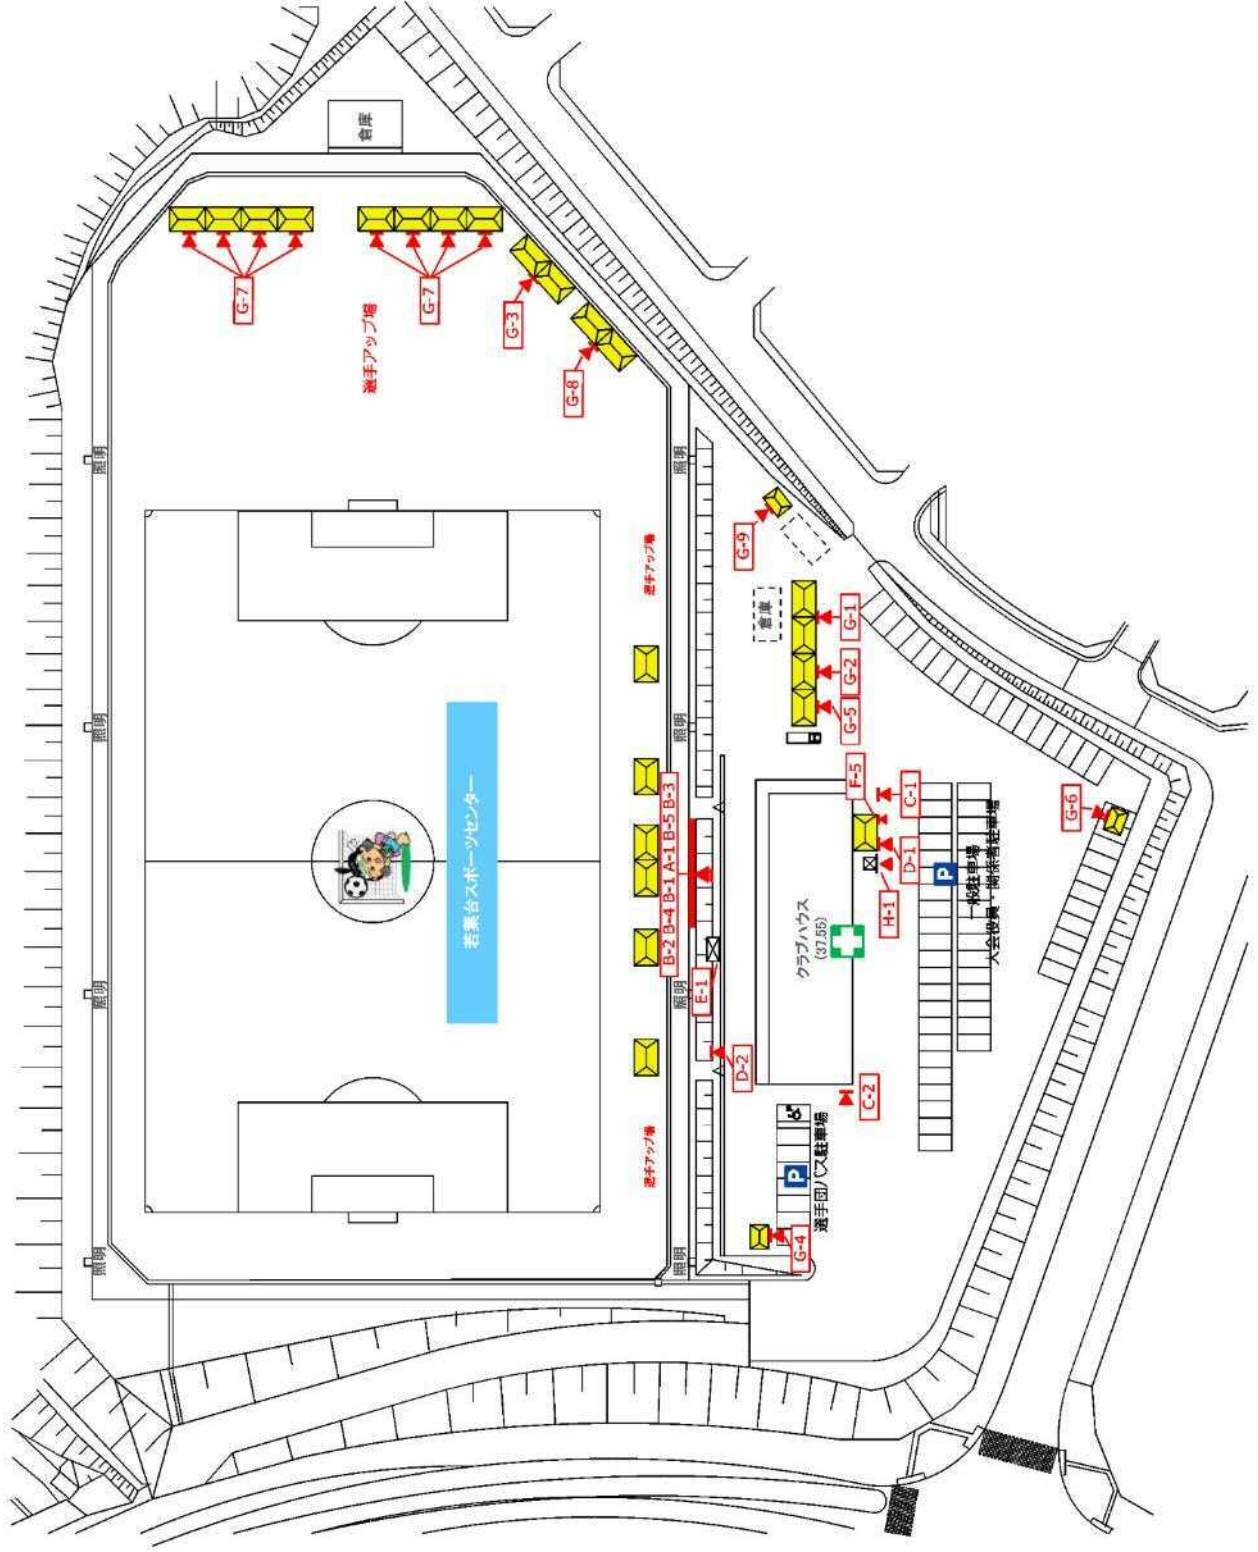 倉庫
G-7
G-7
G-3
G-8
選手アップ場
照明
照明
照明
照明
若葉台スポーツセンター
選手アップ場
選手アップ場
照明
照明
照明
照明
B-2 B-4 B-1 A-1 B-5 B-3
E-1
D-2
G-9
倉庫
G-1
G-2
G-5
クラブハウス
(37,55)
F-5
C-1
D-1
H-1
C-2
P
選手団バス駐車場
G-4
P
一般駐車場
大会役員・関係者駐車場
G-6